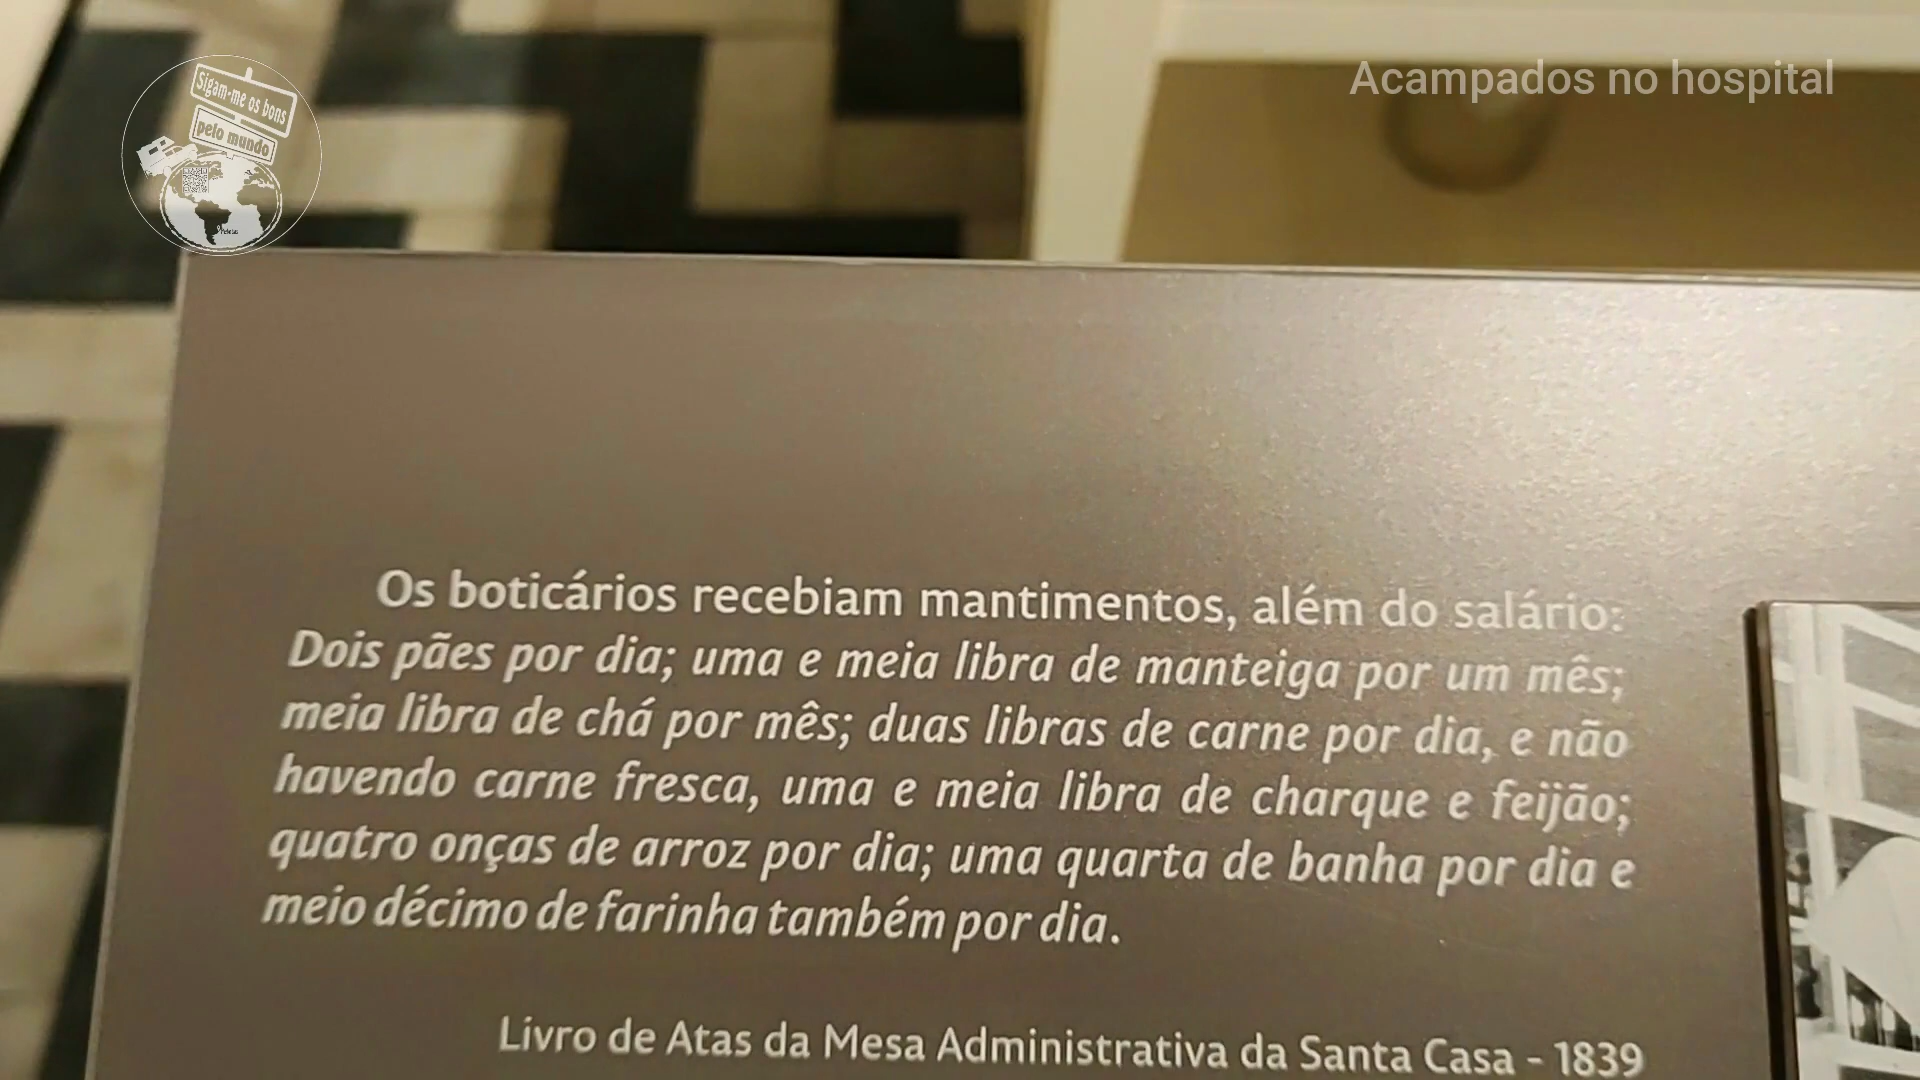 Sigam-me os bons
pelo mundo
Acampados no hospital
Os boticários recebiam mantimentos, além do salário:
Dois pães por dia; uma e meia libra de manteiga por um mês;
meia libra de chá por mês; duas libras de carne por dia, e não
havendo carne fresca, uma e meia libra de charque e feijão;
quatro onças de arroz por dia; uma quarta de banha por dia e
meio décimo de farinha também por dia.
Livro de Atas da Mesa Administrativa da Santa Casa - 1839